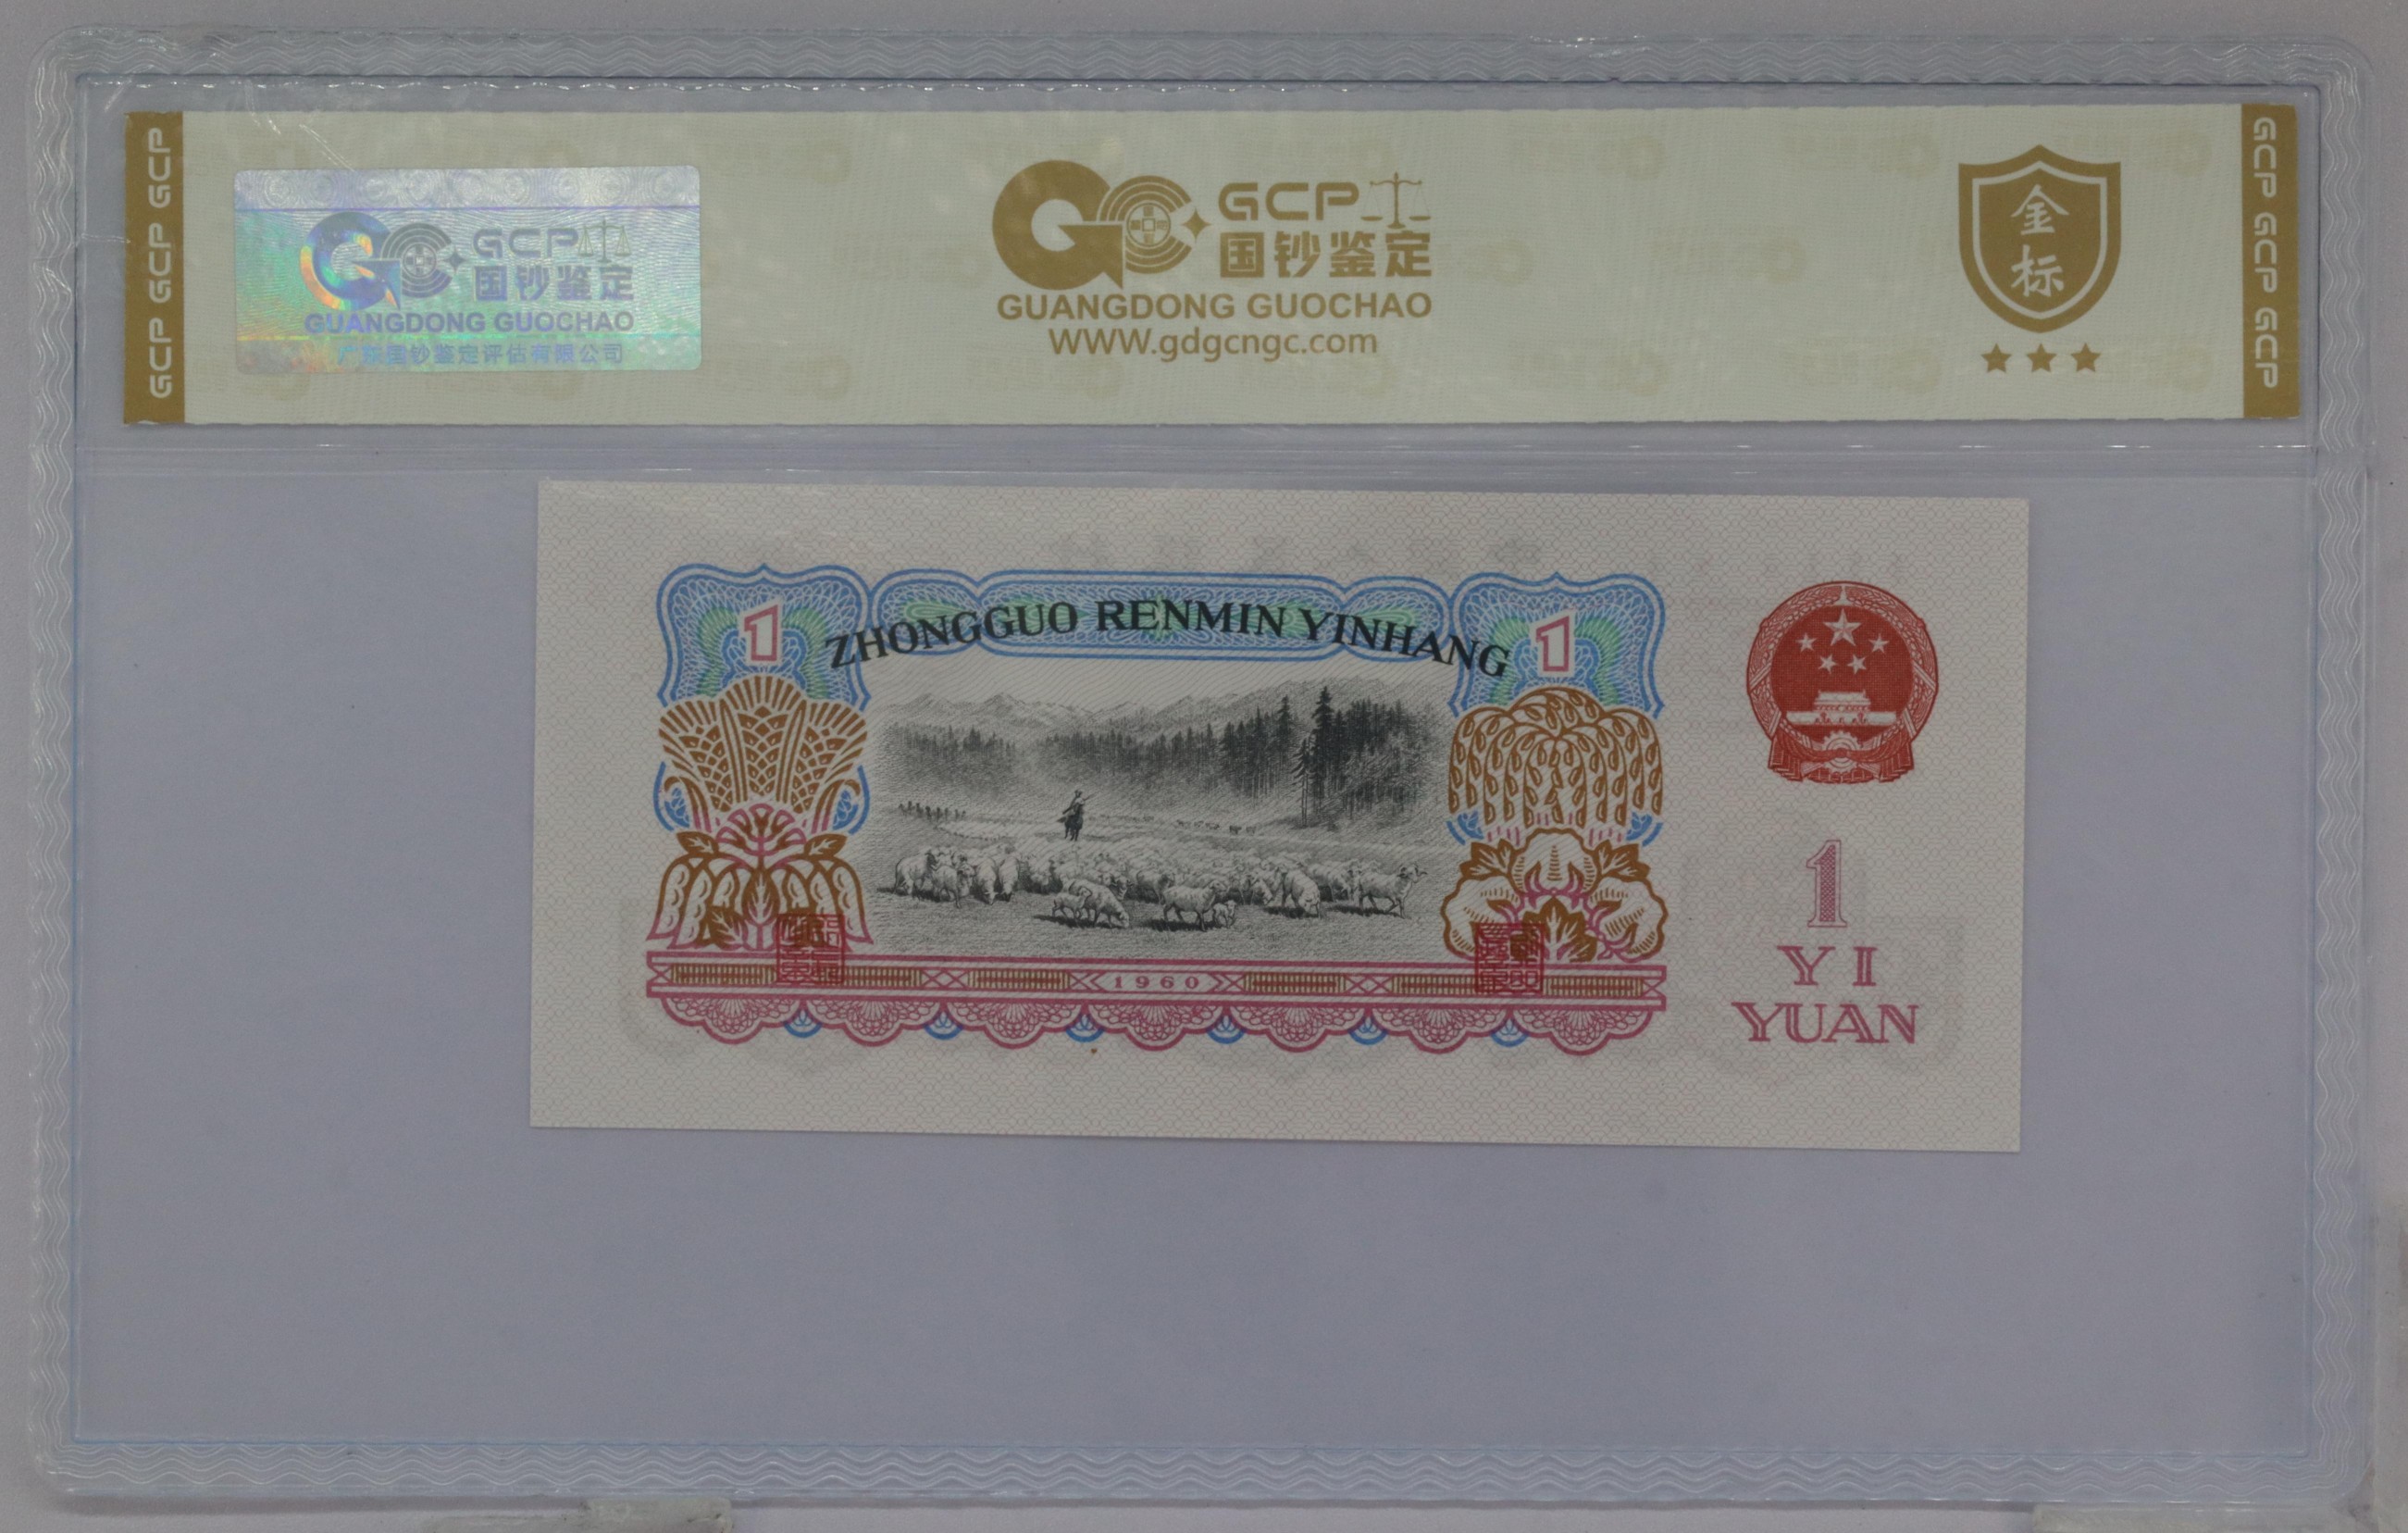 GCP GCP GCP
GCP
国钞鉴定
GUANGDONG GUOCHAO
广东国钞鉴定评估有限公司
GCP
国钞鉴定
GUANGDONG GUOCHAO
WWW.gdgcngc.com
金
标
GCP GCP GCP
ZHONGGUO RENMIN YINHANG
1
1
1960
1
YI
YUAN